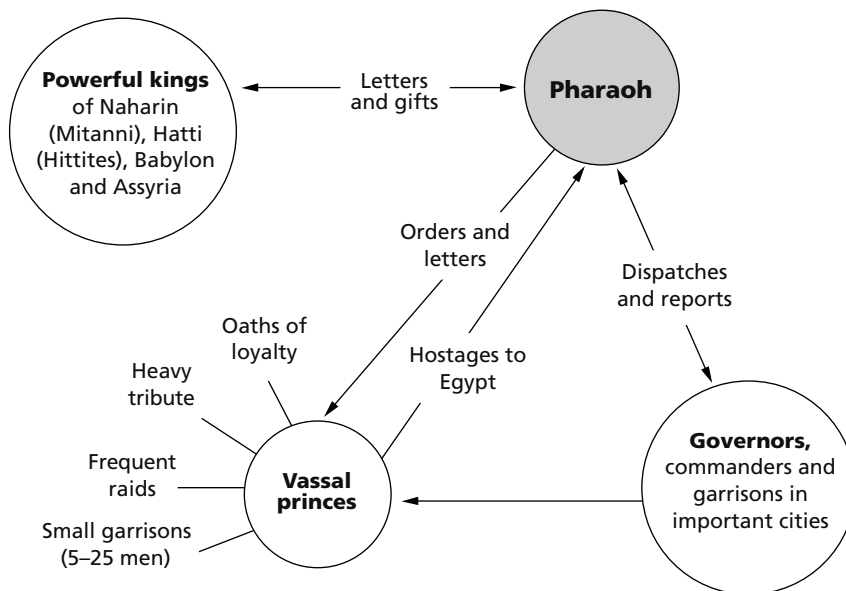 Powerful kings
of Naharin
(Mitanni), Hatti
(Hittites), Babylon
and Assyria
Letters
and gifts
Pharaoh
Orders and
letters
Dispatches
and reports
Oaths of
loyalty
Heavy
tribute
Hostages to
Egypt
Frequent
raids
Vassal
princes
Governors,
commanders and
garrisons in
important cities
Small garrisons
(5–25 men)